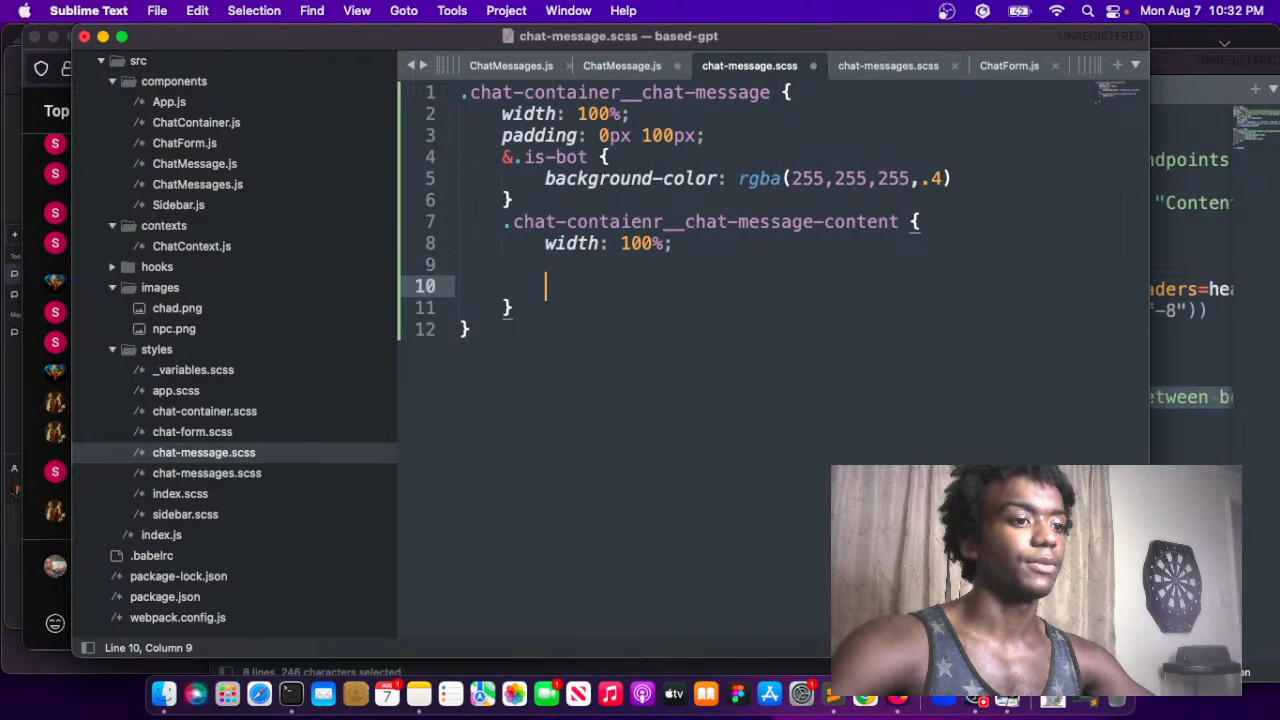 Sublime Text File Edit Selection Find View Goto Tools Project Window Help Mon Aug 7 10:32 PM
chat-message.scss — based-gpt UNREGISTERED
ChatMessages.js ChatMessage.js chat-message.scss chat-messages.scss ChatForm.js
Top
src
components
App.js
ChatContainer.js
ChatForm.js
ChatMessage.js
ChatMessages.js
Sidebar.js
contexts
ChatContext.js
hooks
images
chad.png
npc.png
styles
_variables.scss
app.scss
chat-container.scss
chat-form.scss
chat-message.scss
chat-messages.scss
index.scss
sidebar.scss
index.js
.babelrc
package-lock.json
package.json
webpack.config.js
1 .chat-container__chat-message {
2 width: 100%;
3 padding: 0px 100px;
4 &.is-bot {
5 background-color: rgba(255,255,255,.4)
6 }
7 .chat-contaienr__chat-message-content {
8 width: 100%;
9
10
11 }
12 }
ndpoints
"Conten
aders=hea
f-8"))
etween be
Line 10, Column 9
8 lines, 246 characters selected